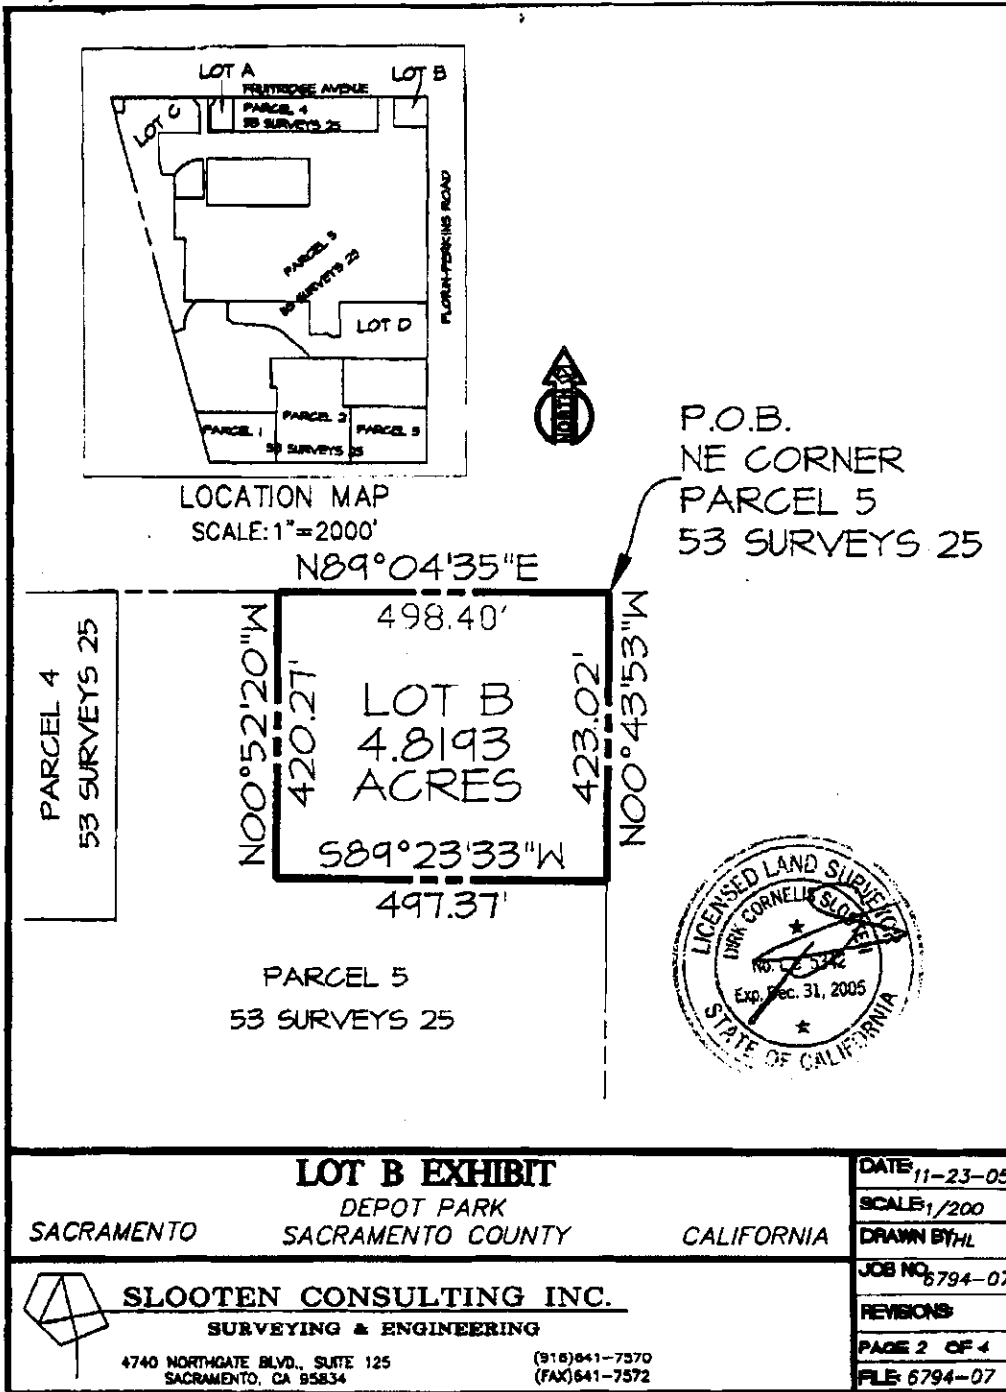 LOT A
LOT B
FRUITRIDGE AVENUE
PARCEL 4
53 SURVEYS 25
LOT C
PARCEL 5
53 SURVEYS 25
FLORIN-PERKINS ROAD
LOT D
PARCEL 1
PARCEL 2
PARCEL 3
53 SURVEYS 25
LOCATION MAP
SCALE: 1"=2000'
NORTH
P.O.B.
NE CORNER
PARCEL 5
53 SURVEYS 25
N89°04'35"E
498.40'
PARCEL 4
53 SURVEYS 25
N00°52'20"W
420.27'
LOT B
4.8193
ACRES
423.02'
N00°43'53"W
S89°23'33"W
497.37'
PARCEL 5
53 SURVEYS 25
LICENSED LAND SURVEYOR
DIRK CORNELIS SLOOTEN
No. 5342
Exp. Dec. 31, 2005
STATE OF CALIFORNIA
LOT B EXHIBIT
DEPOT PARK
SACRAMENTO SACRAMENTO COUNTY CALIFORNIA
DATE: 11-23-05
SCALE: 1/200
DRAWN BY: HL
JOB NO. 6794-07
REVISIONS:
PAGE 2 OF 4
FILE: 6794-07
SLOOTEN CONSULTING INC.
SURVEYING & ENGINEERING
4740 NORTHGATE BLVD., SUITE 125
SACRAMENTO, CA 95834
(916)641-7570
(FAX)641-7572